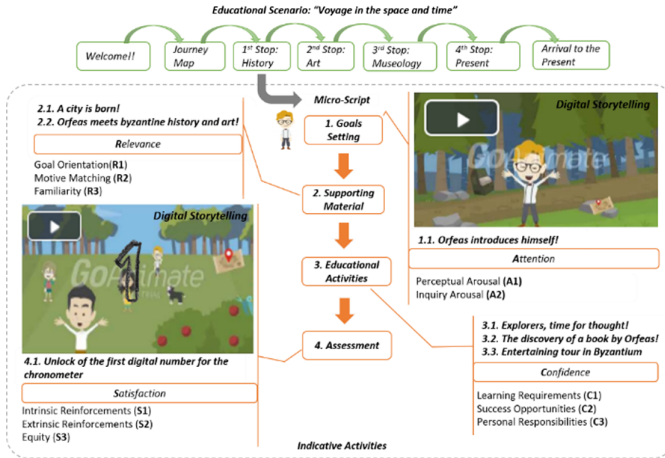 Educational Scenario: “Voyage in the space and time”
Welcome!!
Journey
Map
1st Stop:
History
2nd Stop:
Art
3rd Stop:
Museology
4th Stop:
Present
Arrival to the
Present
2.1. A city is born!
2.2. Orfeas meets byzantine history and art!
Relevance
Goal Orientation(R1)
Motive Matching (R2)
Familiarity (R3)
Micro-Script
1. Goals
Setting
2. Supporting
Material
3. Educational
Activities
4. Assessment
Digital Storytelling
GoAnimate
1.1. Orfeas introduces himself!
Attention
Perceptual Arousal (A1)
Inquiry Arousal (A2)
Digital Storytelling
GoAnimate
1
4.1. Unlock of the first digital number for the
chronometer
Satisfaction
Intrinsic Reinforcements (S1)
Extrinsic Reinforcements (S2)
Equity (S3)
3.1. Explorers, time for thought!
3.2. The discovery of a book by Orfeas!
3.3. Entertaining tour in Byzantium
Confidence
Learning Requirements (C1)
Success Opportunities (C2)
Personal Responsibilities (C3)
Indicative Activities